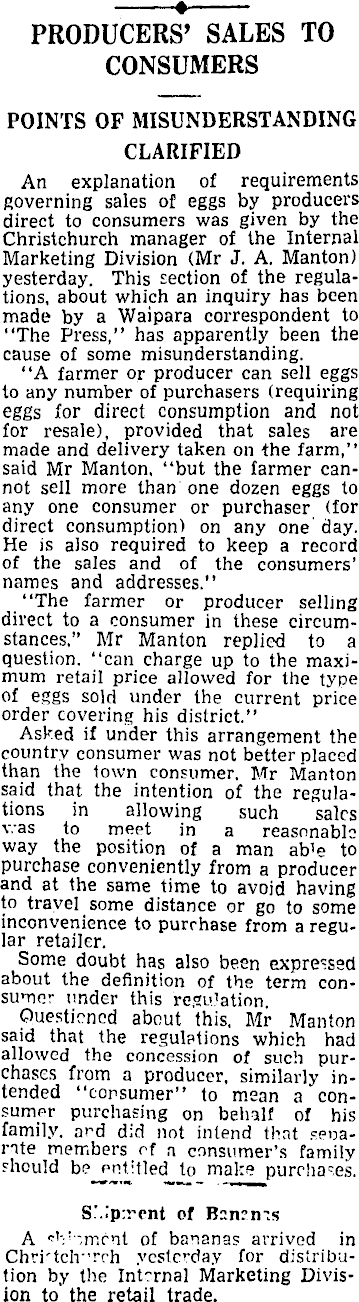 PRODUCERS' SALES TO
CONSUMERS
POINTS OF MISUNDERSTANDING
CLARIFIED
An explanation of requirements
governing sales of eggs by producers
direct to consumers was given by the
Christchurch manager of the Internal
Marketing Division (Mr J. A. Manton)
yesterday. This section of the regula-
tions, about which an inquiry has been
made by a Waipara correspondent to
"The Press," has apparently been the
cause of some misunderstanding.
"A farmer or producer can sell eggs
to any number of purchasers (requiring
eggs for direct consumption and not
for resale), provided that sales are
made and delivery taken on the farm,"
said Mr Manton, "but the farmer can-
not sell more than one dozen eggs to
any one consumer or purchaser (for
direct consumption) on any one day.
He is also required to keep a record
of the sales and of the consumers'
names and addresses."
"The farmer or producer selling
direct to a consumer in these circum-
stances," Mr Manton replied to a
question, "can charge up to the maxi-
mum retail price allowed for the type
of eggs sold under the current price
order covering his district."
Asked if under this arrangement the
country consumer was not better placed
than the town consumer, Mr Manton
said that the intention of the regula-
tions in allowing such sales
was to meet in a reasonable
way the position of a man able to
purchase conveniently from a producer
and at the same time to avoid having
to travel some distance or go to some
inconvenience to purchase from a regu-
lar retailer.
Some doubt has also been expressed
about the definition of the term con-
sumer under this regulation.
Questioned about this, Mr Manton
said that the regulations which had
allowed the concession of such pur-
chases from a producer, similarly in-
tended "consumer" to mean a con-
sumer purchasing on behalf of his
family, and did not intend that sepa-
rate members of a consumer's family
should be entitled to make purchases.
Shipment of Bananas
A shipment of bananas arrived in
Christchurch yesterday for distribu-
tion by the Internal Marketing Divis-
ion to the retail trade.